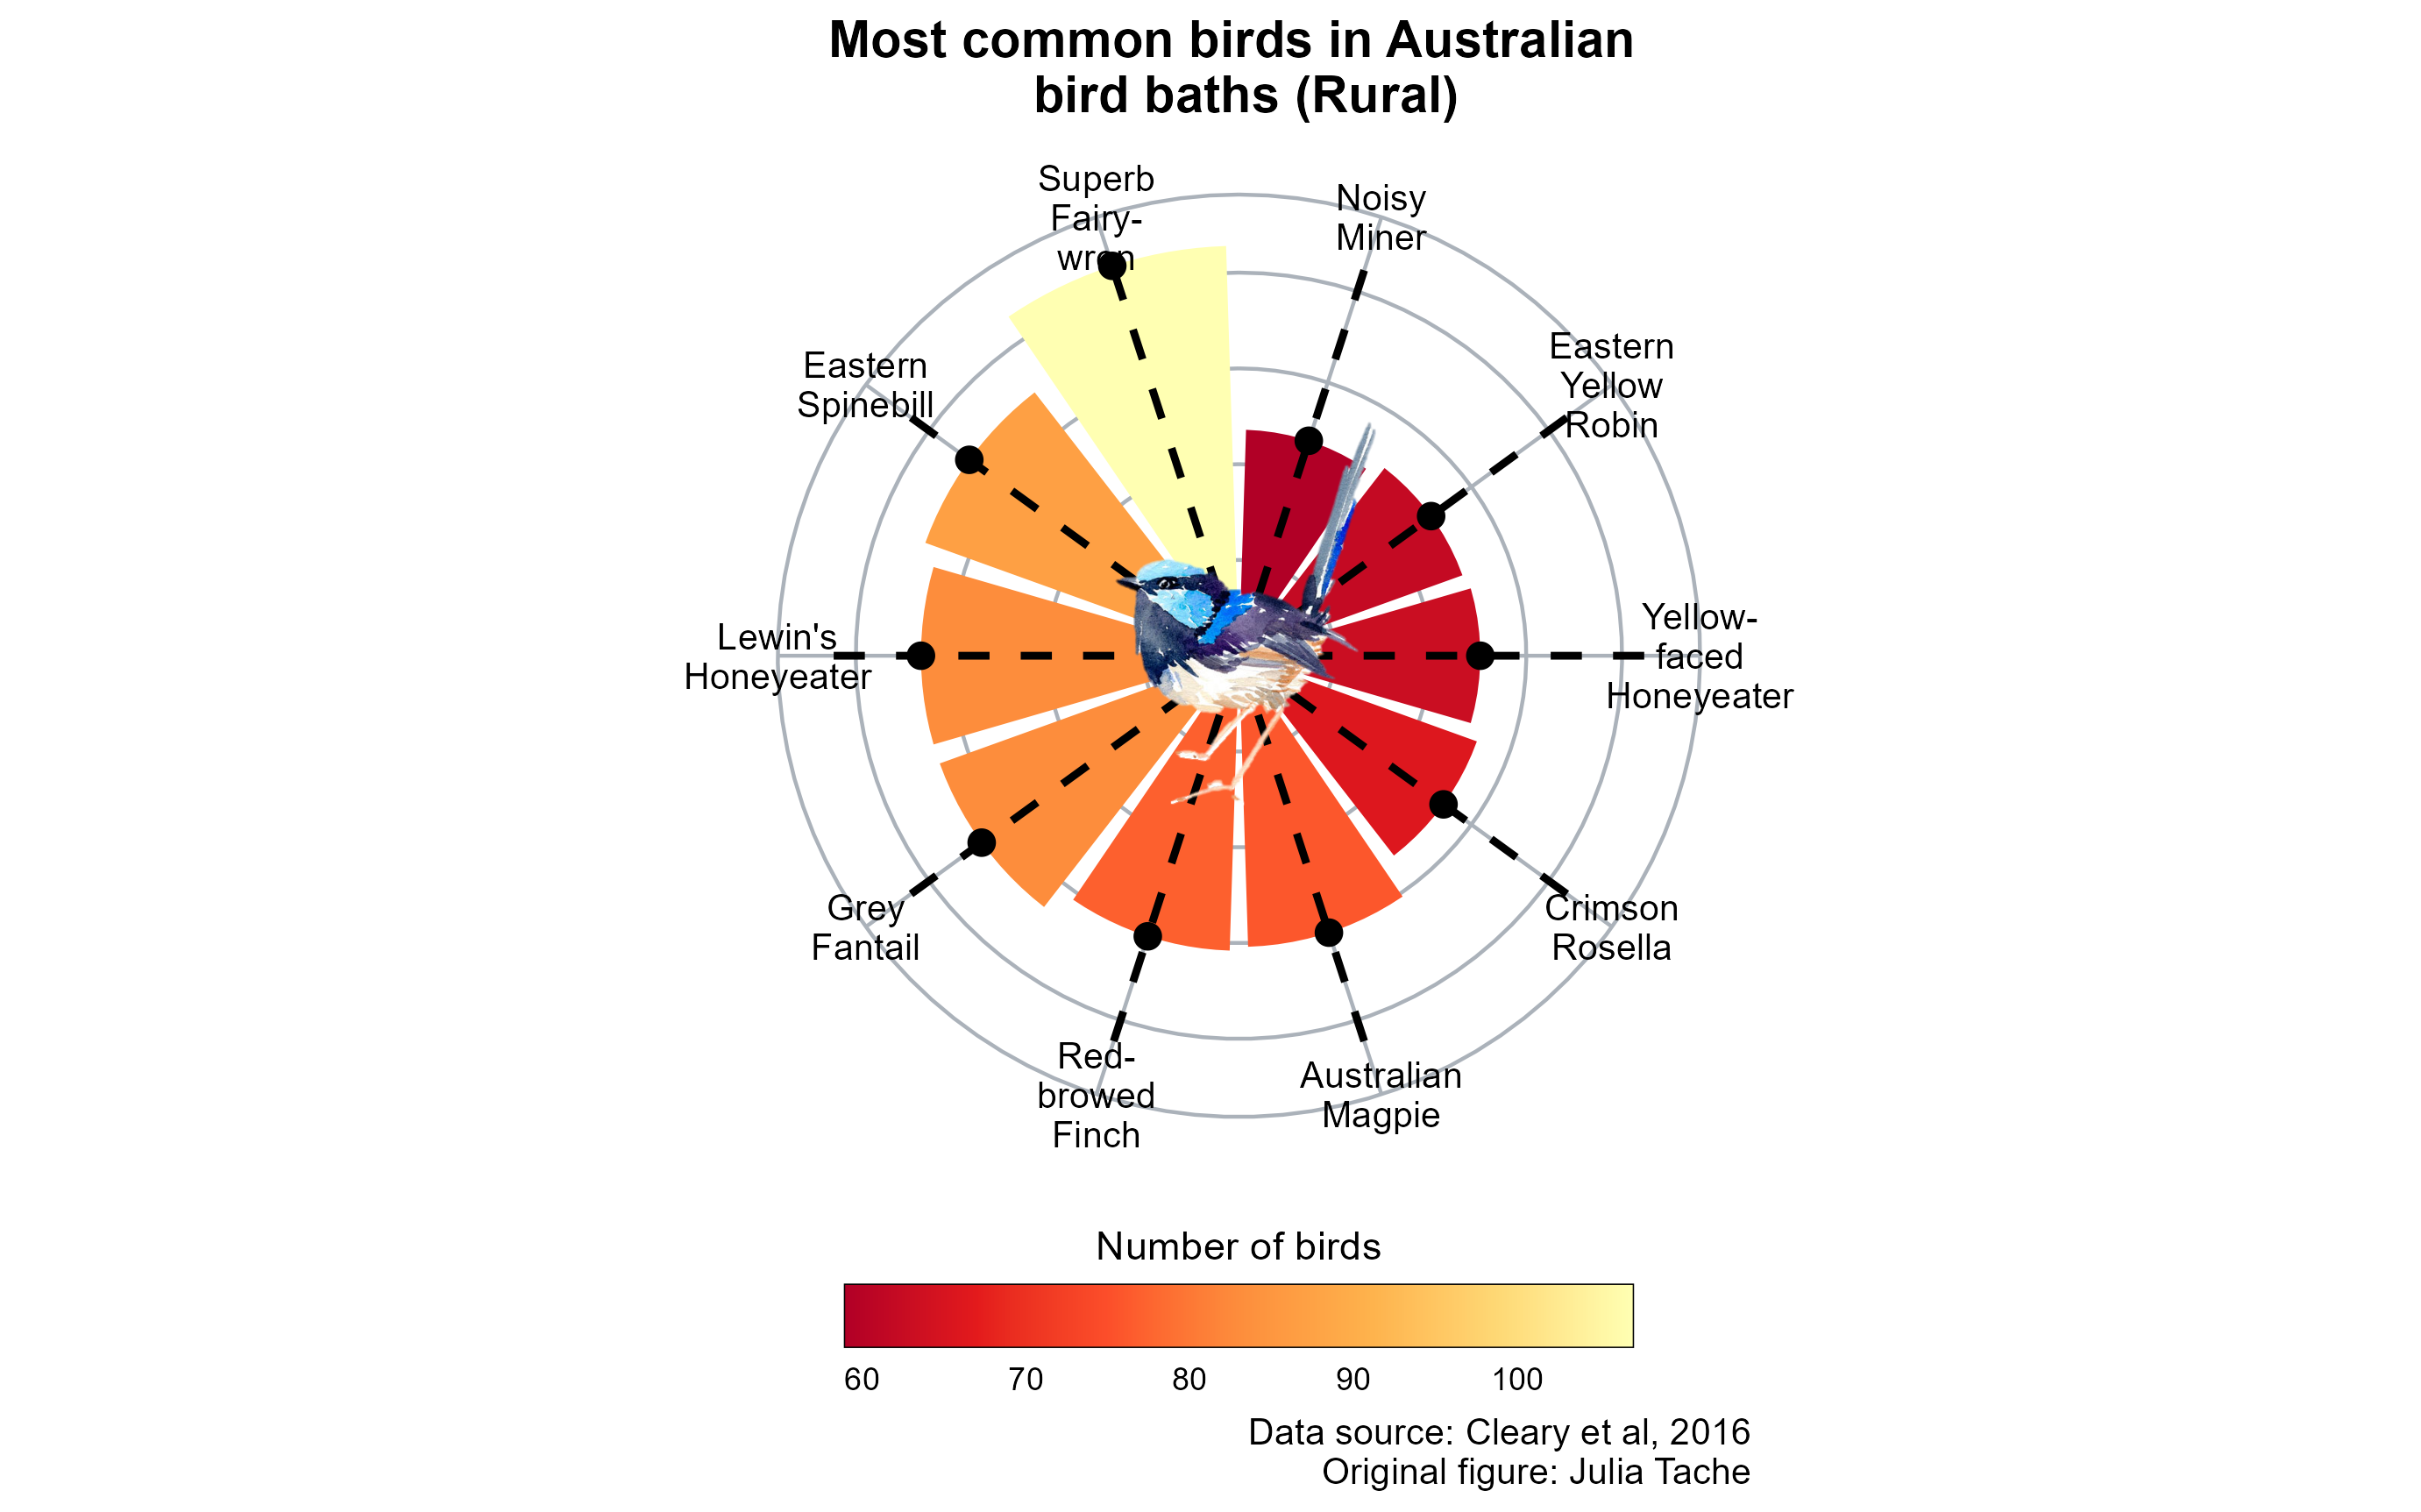 Most common birds in Australian
bird baths (Rural)
Superb
Fairy-
wren
Noisy
Miner
Eastern
Yellow
Robin
Eastern
Spinebill
Yellow-
faced
Honeyeater
Lewin's
Honeyeater
Grey
Fantail
Crimson
Rosella
Red-
browed
Finch
Australian
Magpie
Number of birds
60 70 80 90 100
Data source: Cleary et al, 2016
Original figure: Julia Tache